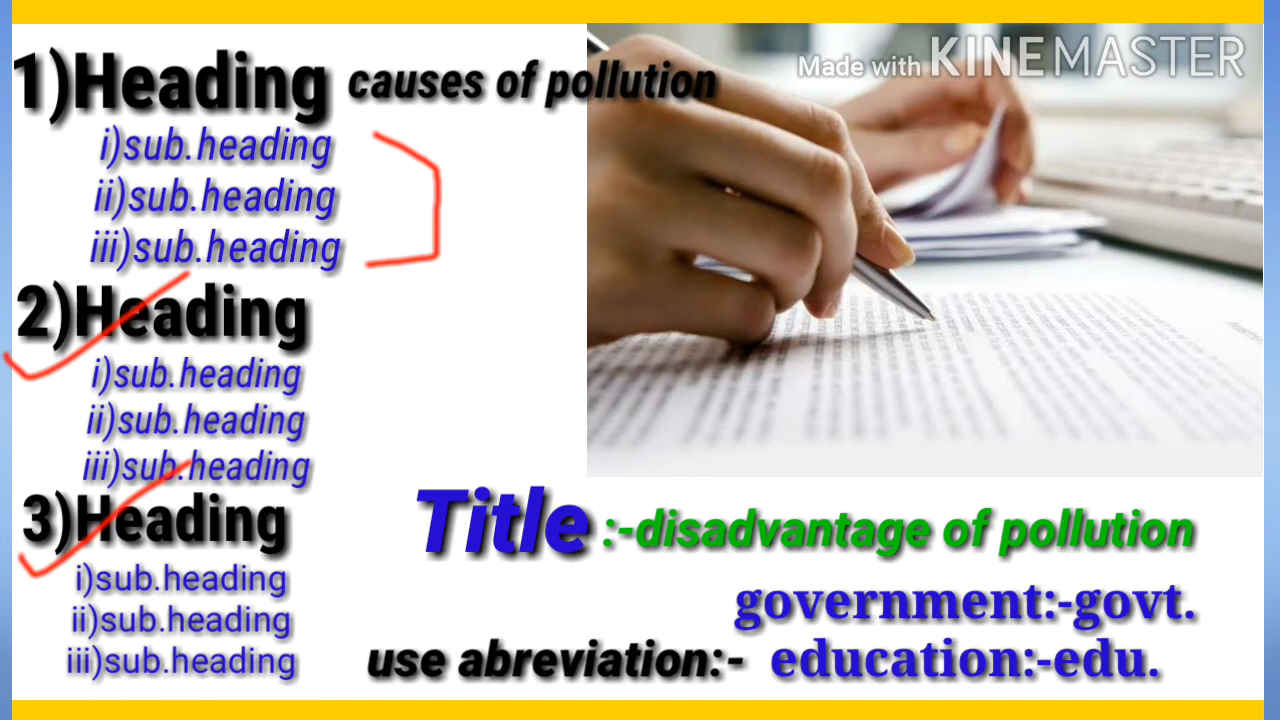 1)Heading causes of pollution
i)sub.heading
ii)sub.heading
iii)sub.heading
2)Heading
i)sub.heading
ii)sub.heading
iii)sub.heading
3)Heading
i)sub.heading
ii)sub.heading
iii)sub.heading
Made with KINEMASTER
Title :-disadvantage of pollution
government:-govt.
use abreviation:- education:-edu.